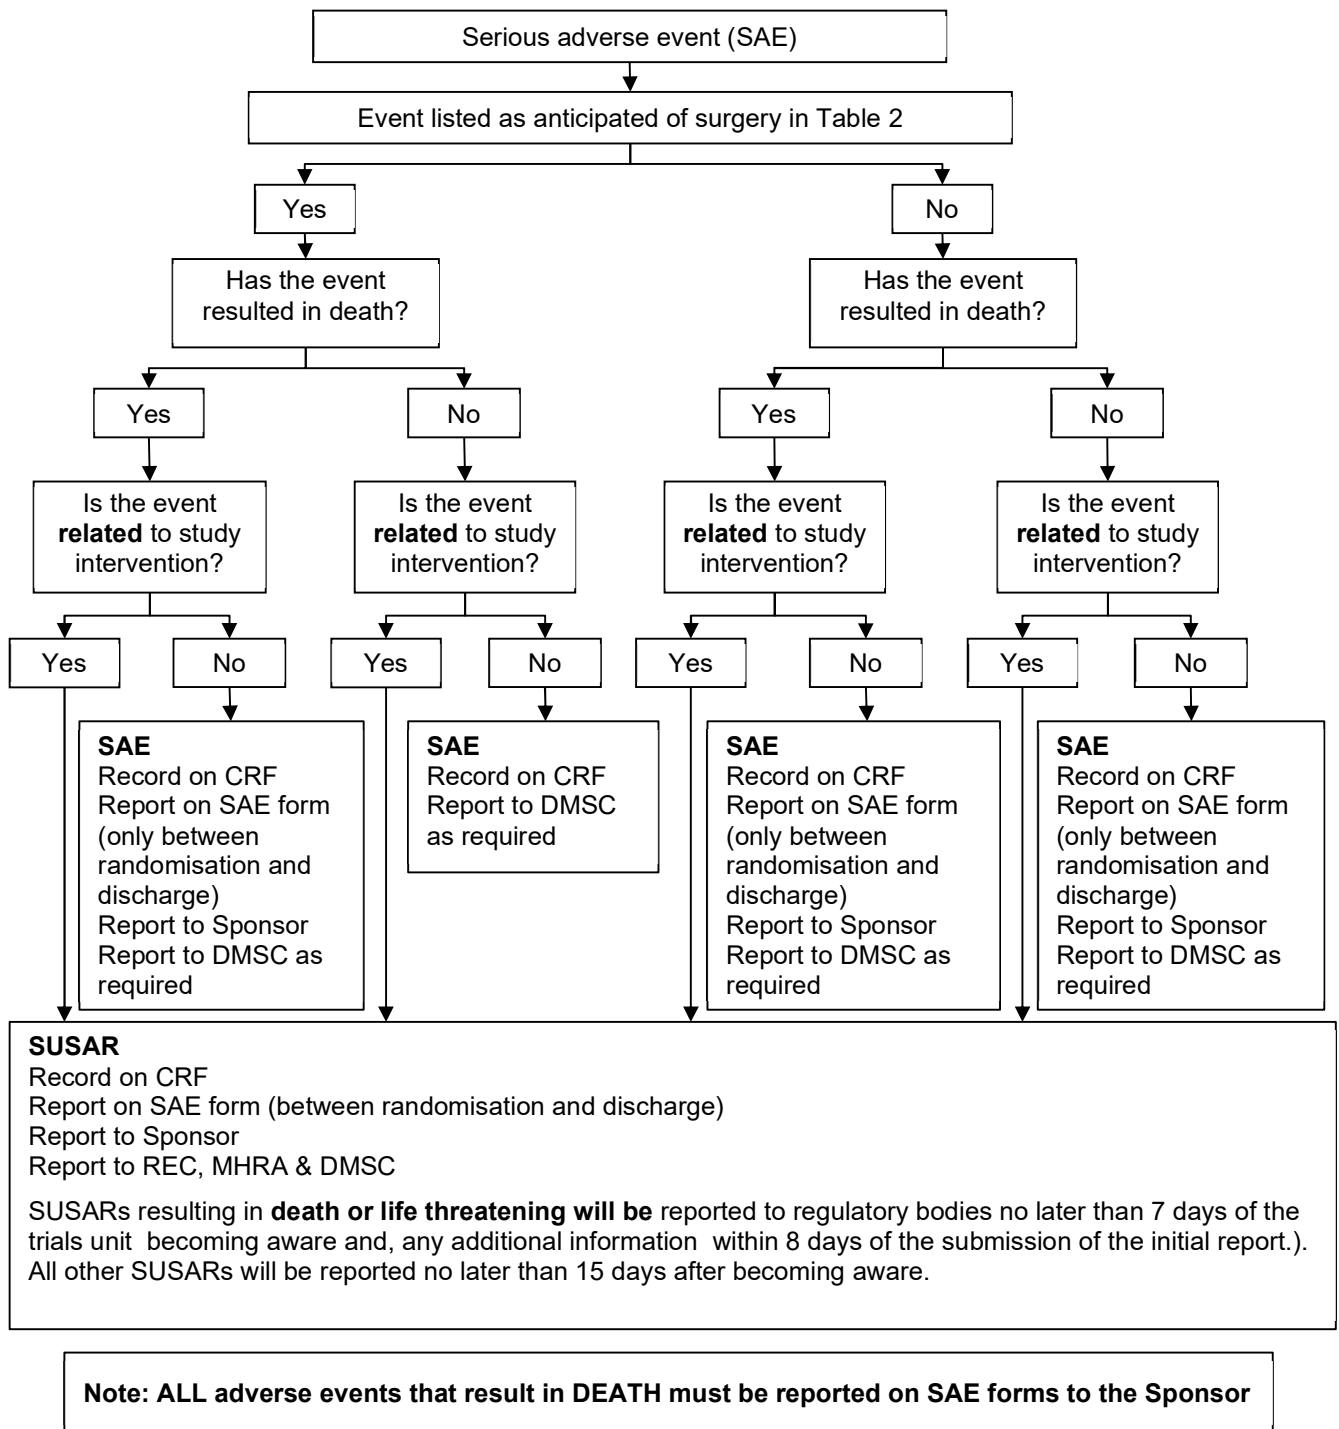 Serious adverse event (SAE)
Event listed as anticipated of surgery in Table 2
Yes
No
Has the event
resulted in death?
Has the event
resulted in death?
Yes
No
Yes
No
Is the event
related to study
intervention?
Is the event
related to study
intervention?
Is the event
related to study
intervention?
Is the event
related to study
intervention?
Yes
No
Yes
No
Yes
No
Yes
No
SAE
Record on CRF
Report on SAE form
(only between
randomisation and
discharge)
Report to Sponsor
Report to DMSC as
required
SAE
Record on CRF
Report to DMSC
as required
SAE
Record on CRF
Report on SAE form
(only between
randomisation and
discharge)
Report to Sponsor
Report to DMSC as
required
SAE
Record on CRF
Report on SAE form
(only between
randomisation and
discharge)
Report to Sponsor
Report to DMSC as
required
SUSAR
Record on CRF
Report on SAE form (between randomisation and discharge)
Report to Sponsor
Report to REC, MHRA & DMSC
SUSARs resulting in death or life threatening will be reported to regulatory bodies no later than 7 days of the
trials unit becoming aware and, any additional information within 8 days of the submission of the initial report.).
All other SUSARs will be reported no later than 15 days after becoming aware.
Note: ALL adverse events that result in DEATH must be reported on SAE forms to the Sponsor